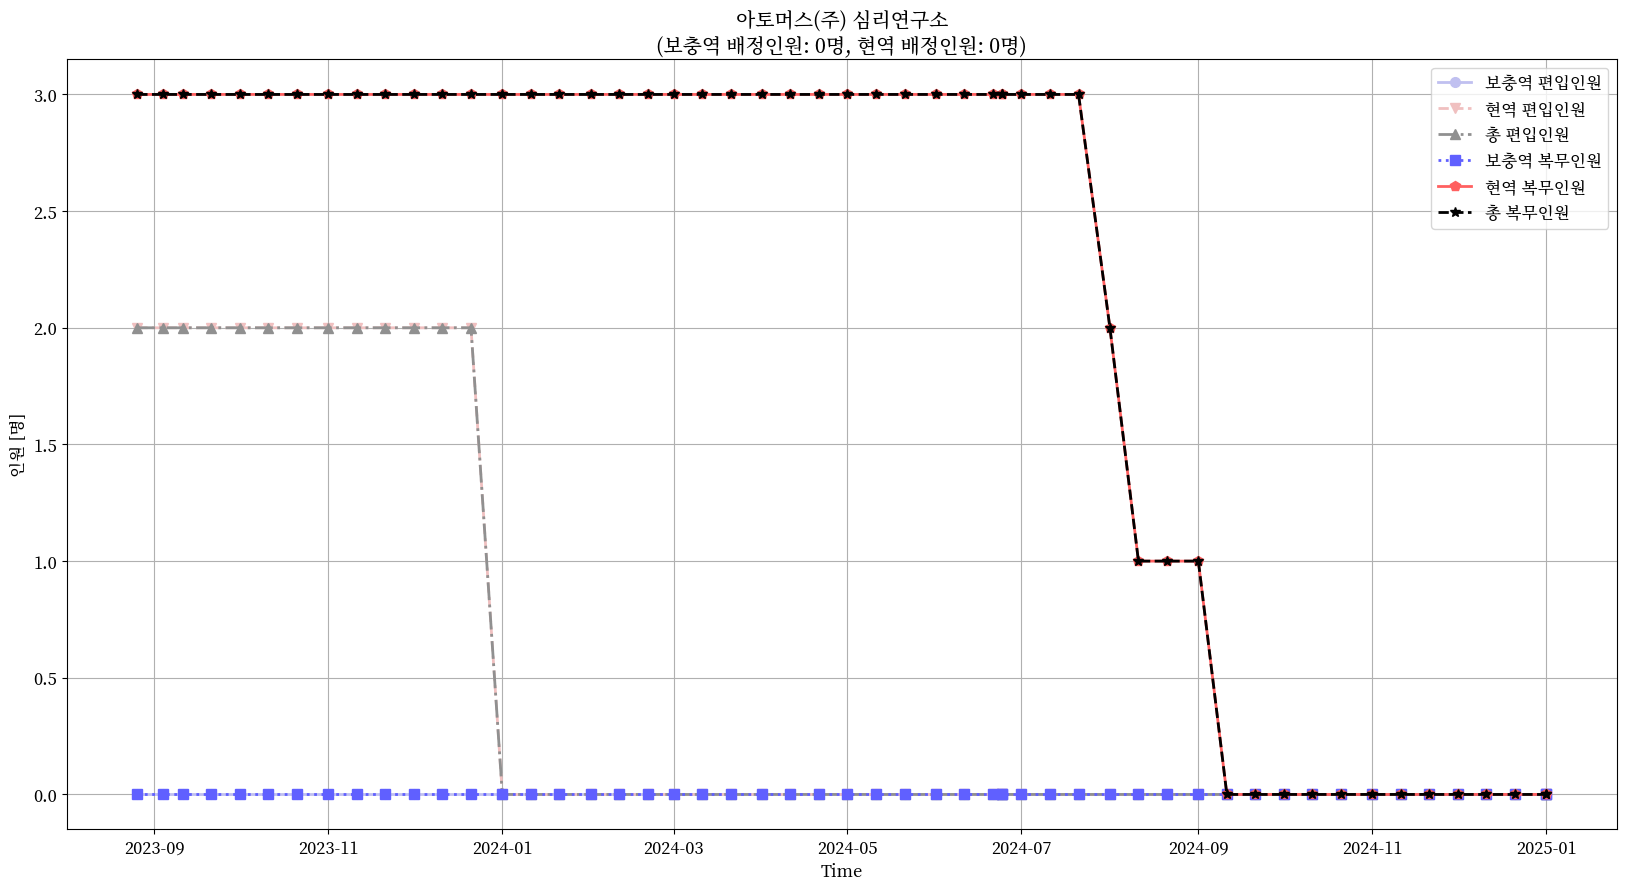 아토머스(주) 심리연구소
(보충역 배정인원: 0명, 현역 배정인원: 0명)
보충역 편입인원
현역 편입인원
총 편입인원
보충역 복무인원
현역 복무인원
총 복무인원
인원 [명]
3.0
2.5
2.0
1.5
1.0
0.5
0.0
2023-09
2023-11
2024-01
2024-03
2024-05
2024-07
2024-09
2024-11
2025-01
Time